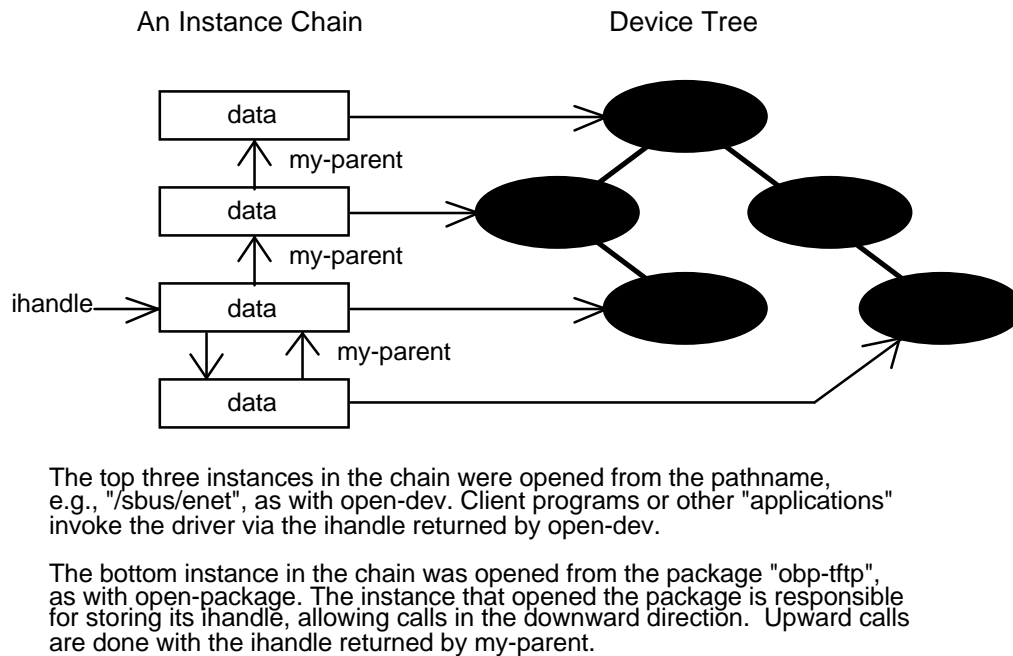 An Instance Chain
Device Tree
data
my-parent
data
my-parent
ihandle
data
my-parent
data
The top three instances in the chain were opened from the pathname,
e.g., "/sbus/enet", as with open-dev. Client programs or other "applications"
invoke the driver via the ihandle returned by open-dev.
The bottom instance in the chain was opened from the package "obp-tftp",
as with open-package. The instance that opened the package is responsible
for storing its ihandle, allowing calls in the downward direction.  Upward calls
are done with the ihandle returned by my-parent.